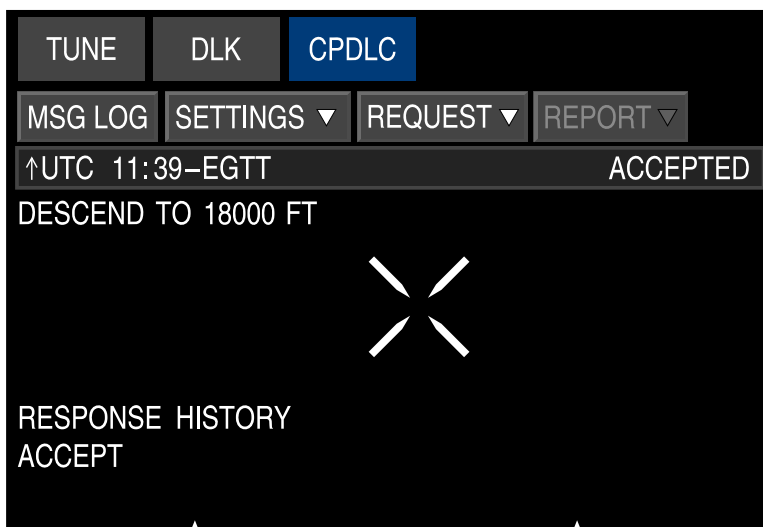 TUNE DLK CPDLC
MSG LOG SETTINGS ▼ REQUEST ▼ REPORT ▽
↑UTC 11:39–EGTT ACCEPTED
DESCEND TO 18000 FT
RESPONSE HISTORY
ACCEPT